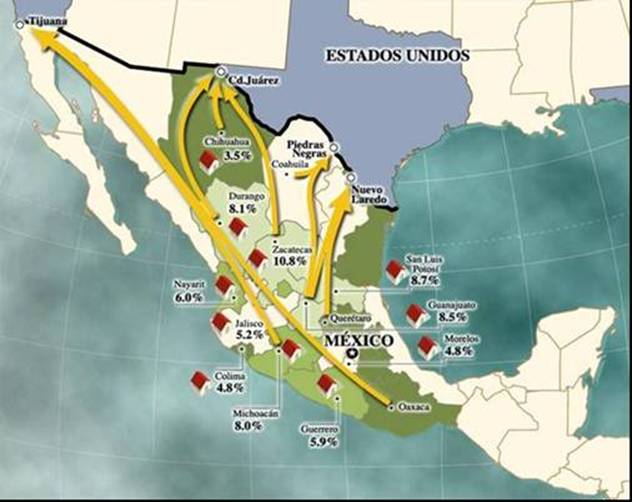 Tijuana
ESTADOS UNIDOS
Cd.Juárez
Chihuahua
3.5%
Piedras
Negras
Coahuila
Nuevo
Laredo
Durango
8.1%
Zacatecas
10.8%
San Luis
Potosí
8.7%
Nayarit
6.0%
Guanajuato
8.5%
Querétaro
Jalisco
5.2%
MÉXICO
Morelos
4.8%
Colima
4.8%
Michoacán
8.0%
Oaxaca
Guerrero
5.9%